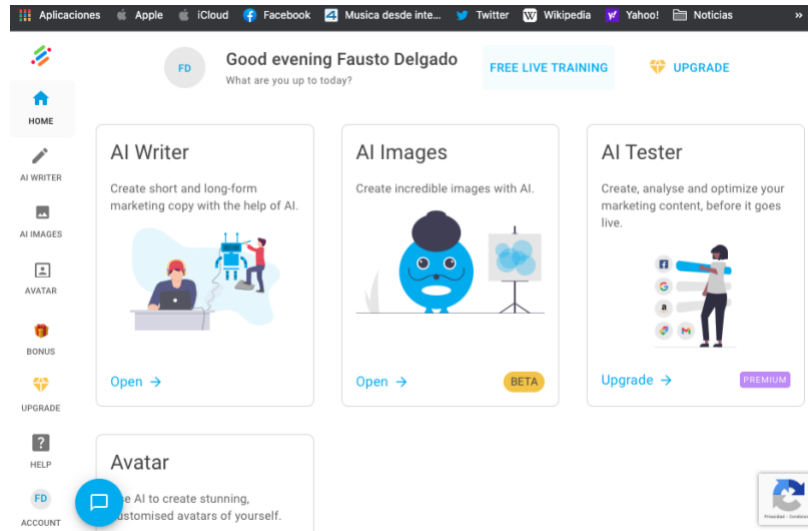 Aplicaciones Apple iCloud Facebook Musica desde inte... Twitter Wikipedia Yahoo! Noticias »
FD
Good evening Fausto Delgado
What are you up to today?
FREE LIVE TRAINING
UPGRADE
HOME
AI WRITER
AI IMAGES
AVATAR
BONUS
UPGRADE
HELP
FD
ACCOUNT
AI Writer
Create short and long-form
marketing copy with the help of AI.
Open →
AI Images
Create incredible images with AI.
Open →
BETA
AI Tester
Create, analyse and optimize your
marketing content, before it goes
live.
Upgrade →
PREMIUM
Avatar
AI to create stunning,
customised avatars of yourself.